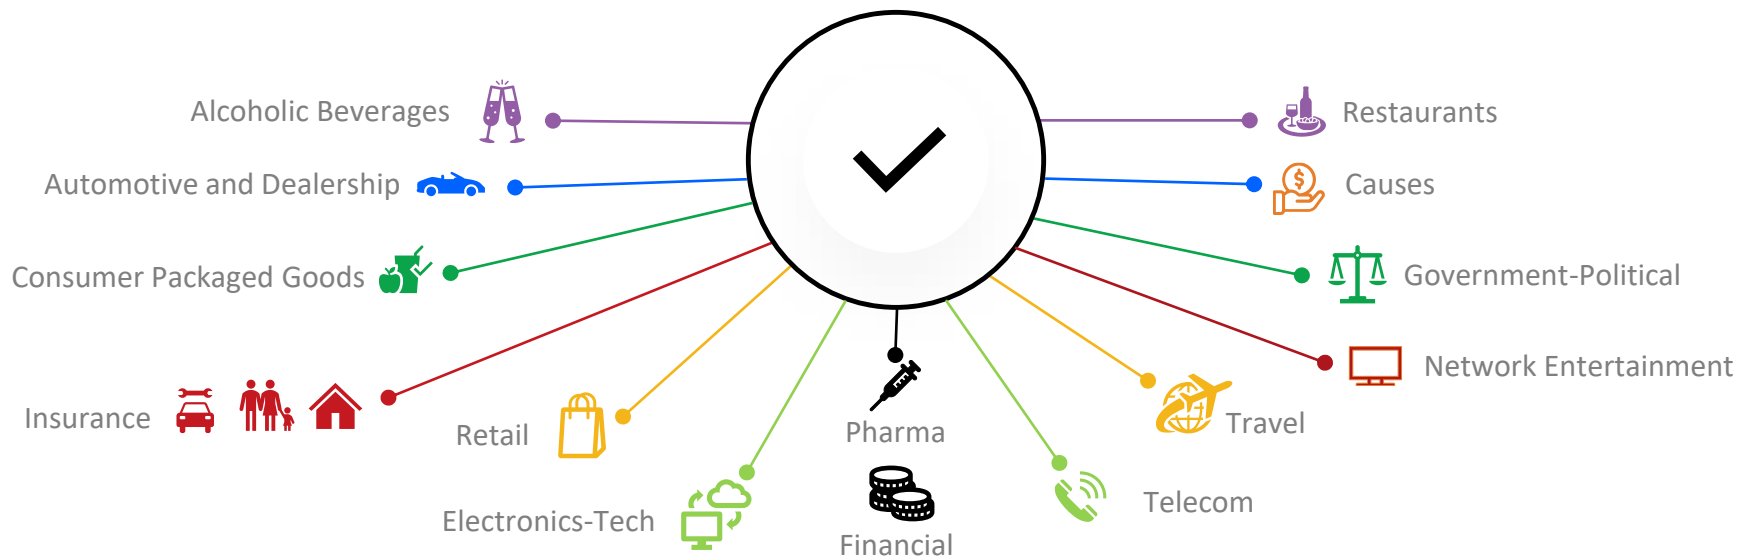 Alcoholic Beverages
Restaurants
Automotive and Dealership
Causes
Consumer Packaged Goods
Government-Political
Network Entertainment
Insurance
Retail
Pharma
Travel
Electronics-Tech
Telecom
Financial